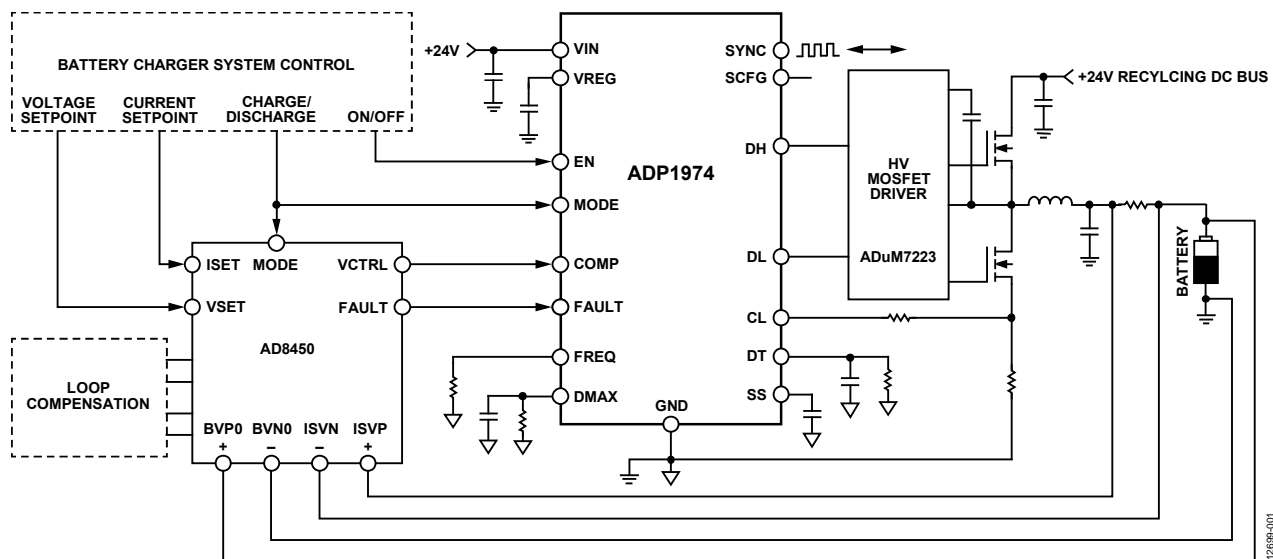 BATTERY CHARGER SYSTEM CONTROL
VOLTAGE
SETPOINT
CURRENT
SETPOINT
CHARGE/
DISCHARGE
ON/OFF
+24V
VIN
VREG
EN
MODE
COMP
FAULT
FREQ
DMAX
ADP1974
GND
SYNC
SCFG
DH
DL
CL
DT
SS
HV
MOSFET
DRIVER
ADuM7223
+24V RECYLCING DC BUS
BATTERY
ISET
MODE
VCTRL
VSET
FAULT
AD8450
BVP0
BVN0
ISVN
ISVP
+
–
–
+
LOOP
COMPENSATION
12699-001